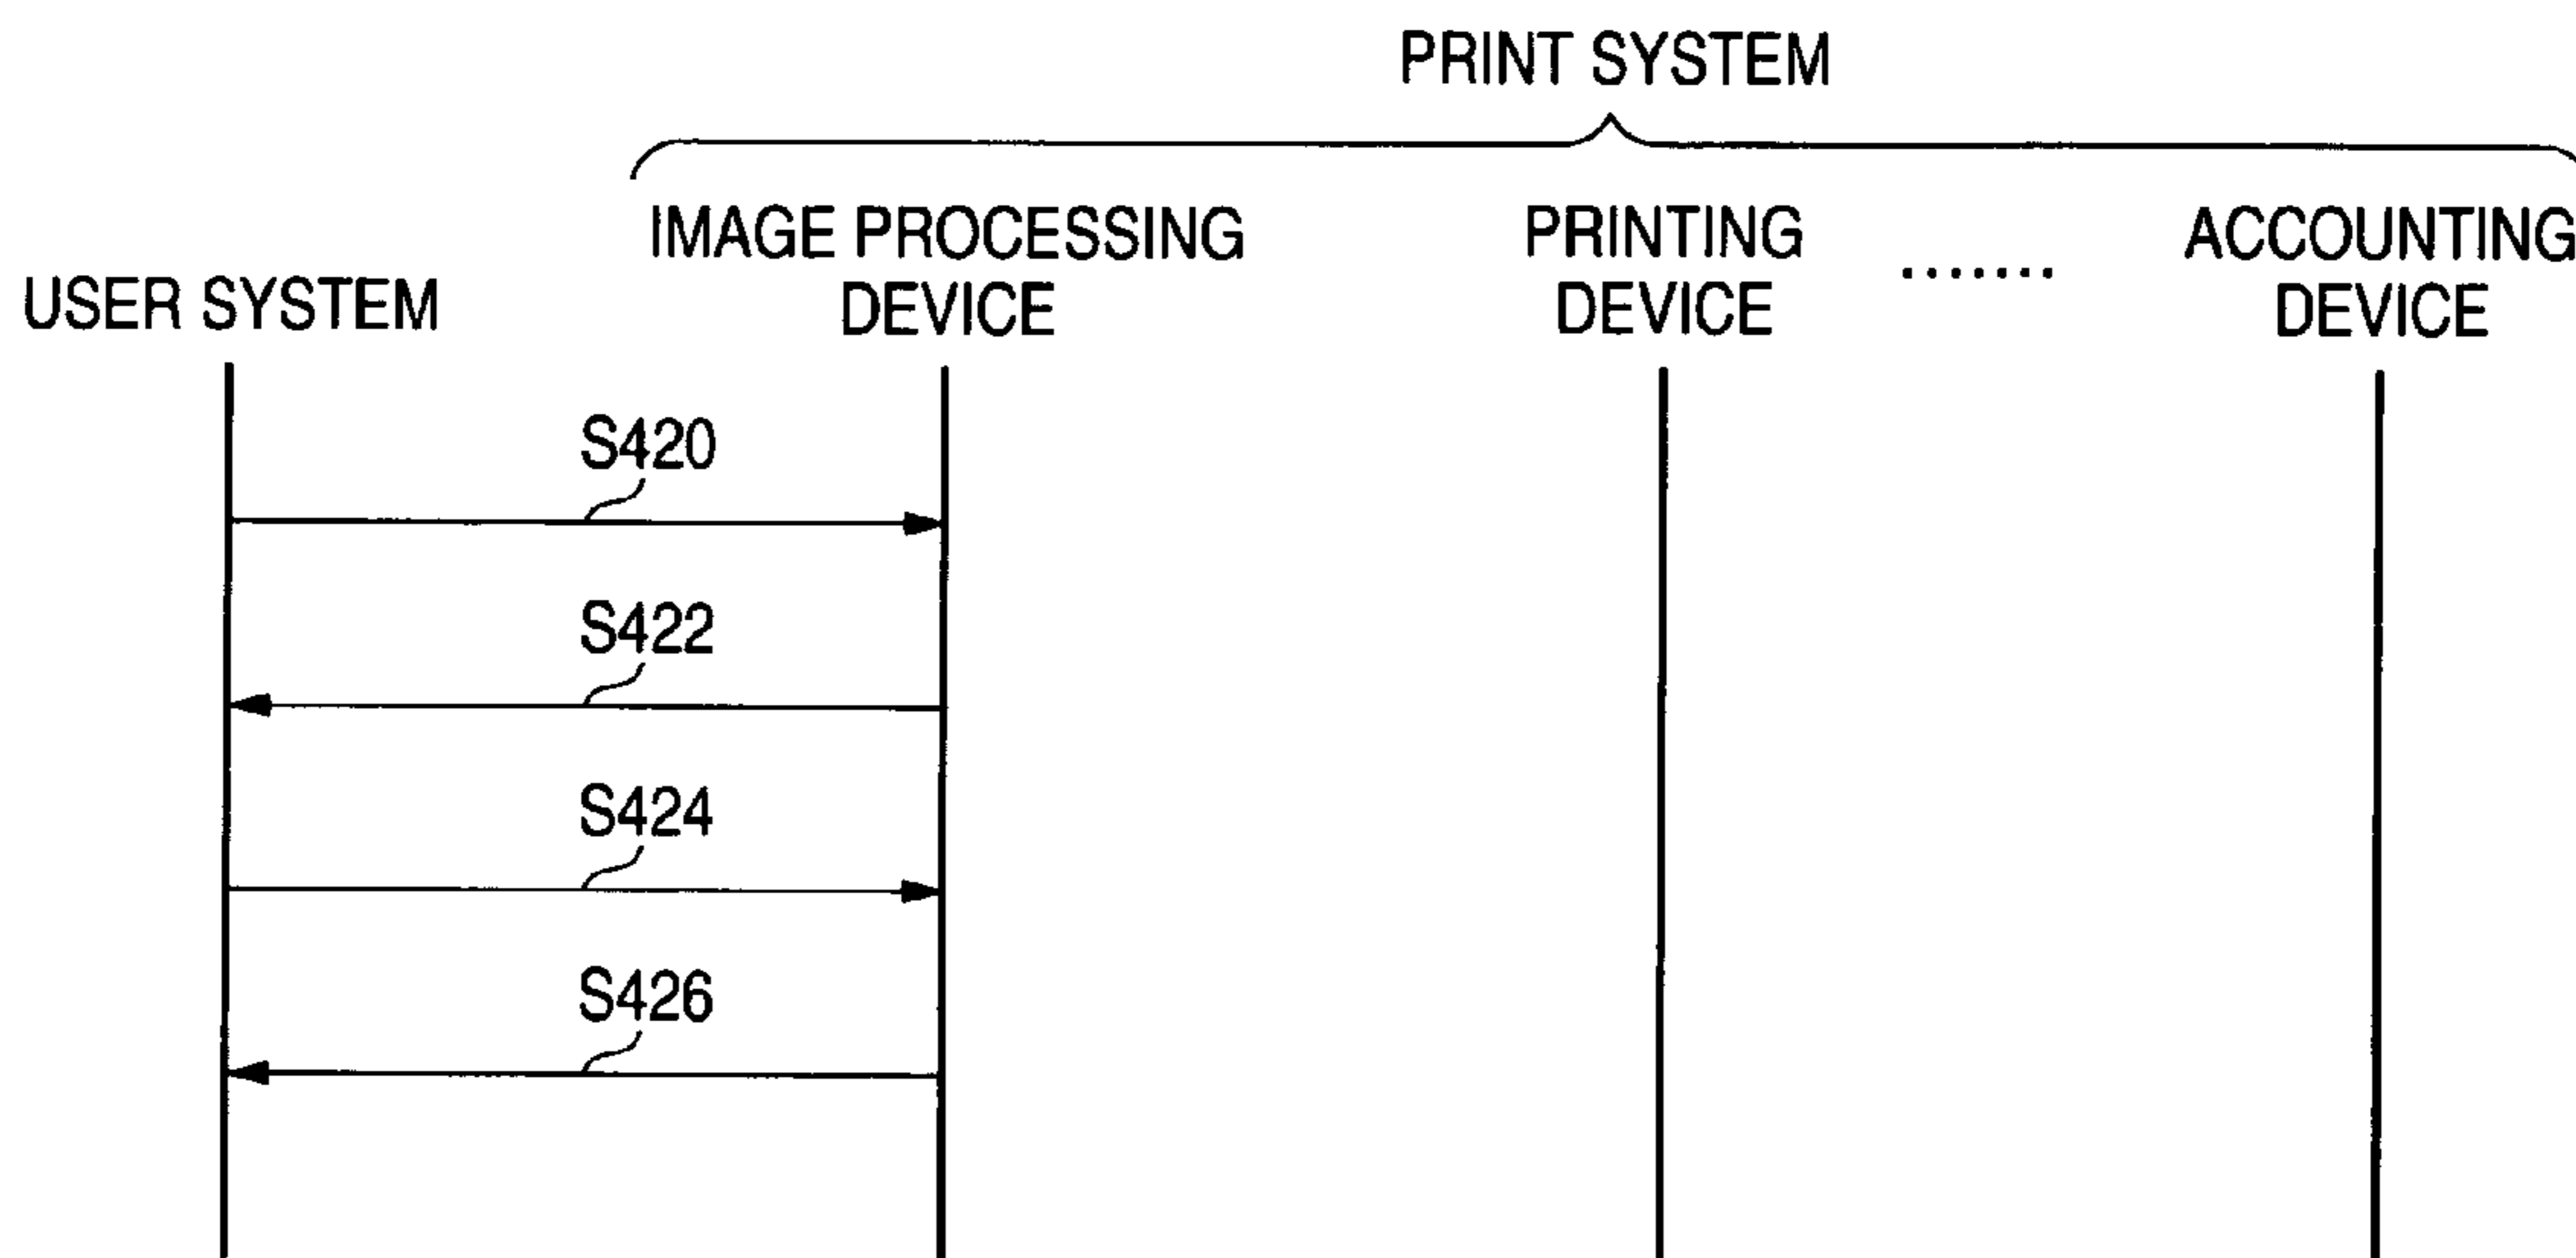 PRINT SYSTEM
USER SYSTEM
IMAGE PROCESSING
DEVICE
PRINTING
DEVICE
.......
ACCOUNTING
DEVICE
S420
S422
S424
S426